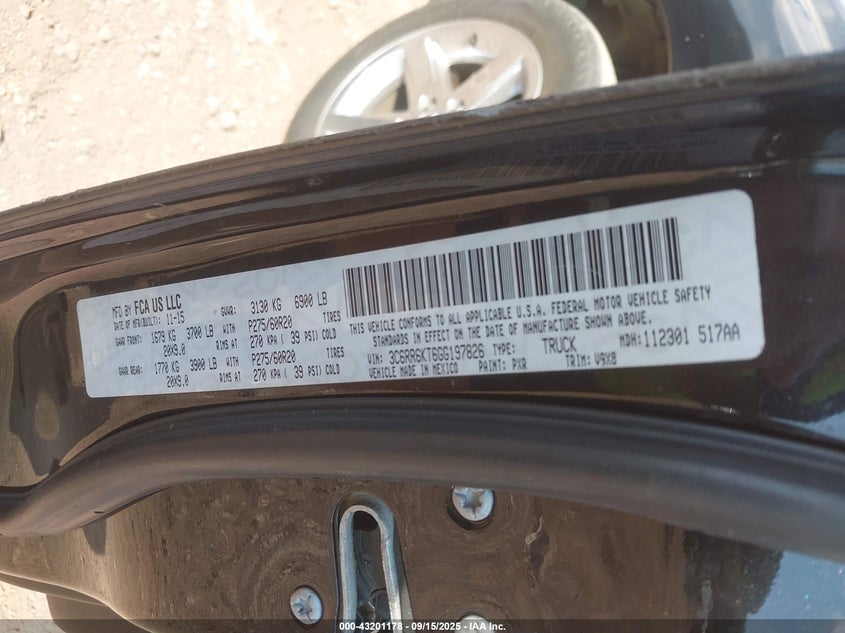 MFD BY FCA US LLC
DATE OF MFR(BUILT): 11-15 GVWR: 3130 KG 6900 LB
GAWR FRONT: 1679 KG 3700 LB WITH P275/60R20 TIRES
20X9.0 RIMS AT 270 KPA ( 39 PSI) COLD
GAWR REAR: 1770 KG 3900 LB WITH P275/60R20 TIRES
20X9.0 RIMS AT 270 KPA ( 39 PSI) COLD
THIS VEHICLE CONFORMS TO ALL APPLICABLE U.S.A. FEDERAL MOTOR VEHICLE SAFETY
STANDARDS IN EFFECT ON THE DATE OF MANUFACTURE SHOWN ABOVE.
VIN: 3C6RR6KT6GG197826 TYPE: TRUCK MDH: 112301 517AA
VEHICLE MADE IN MEXICO PAINT: PXR TRIM: V9X8
000-43201178 - 09/15/2025 - IAA Inc.